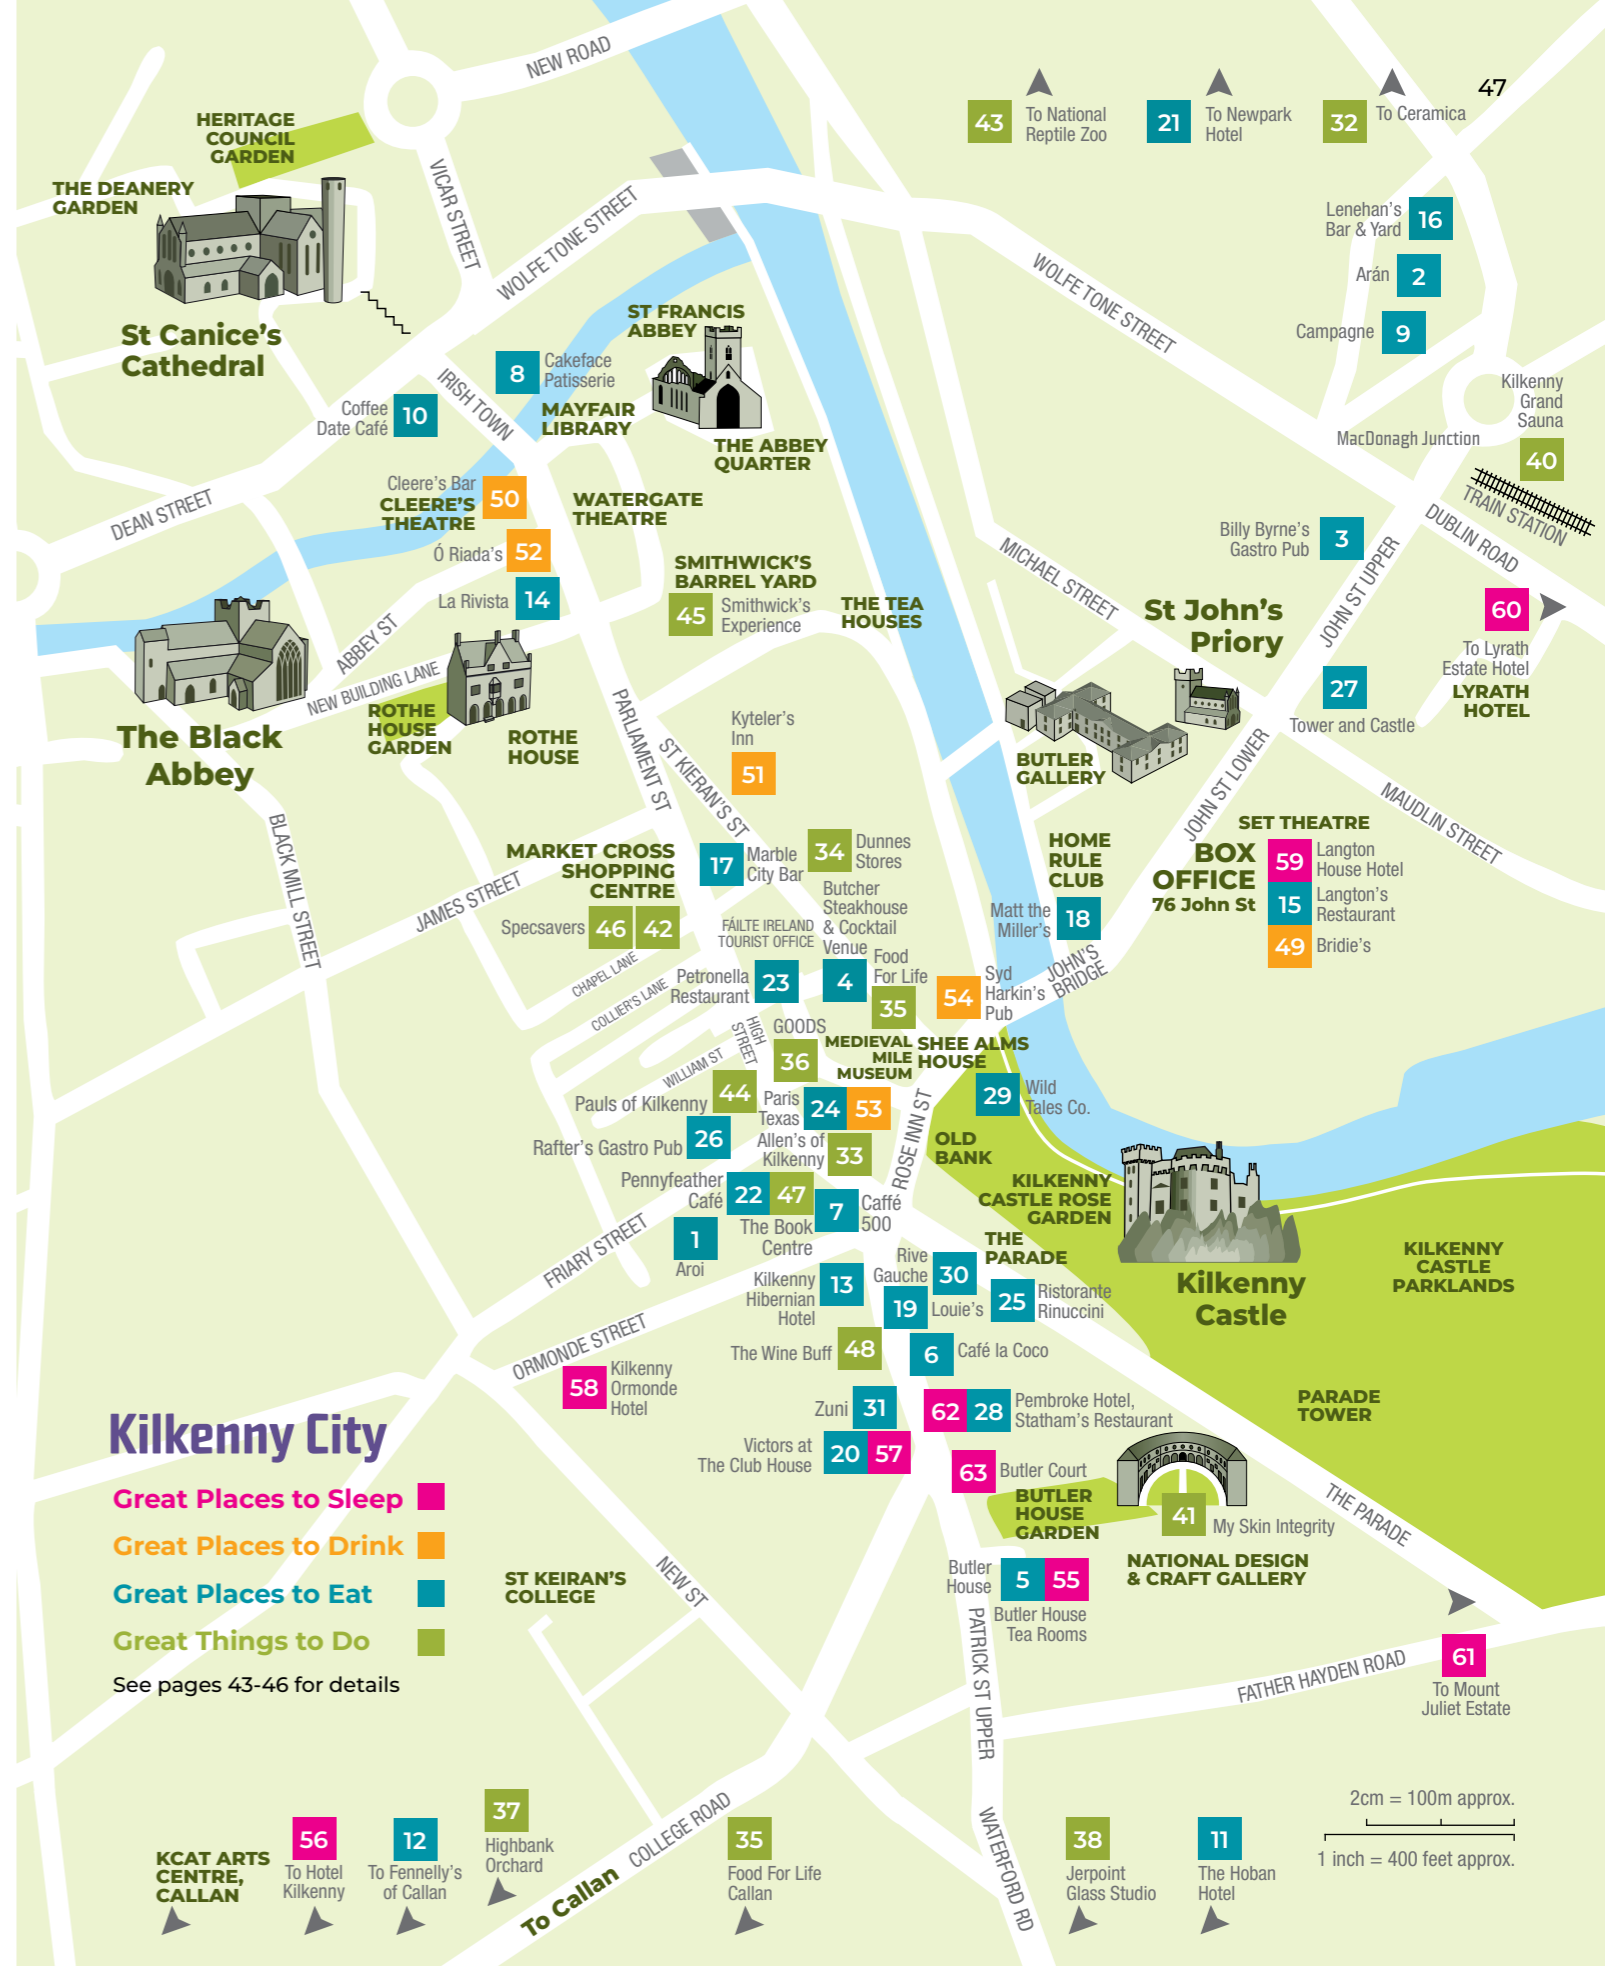 NEW ROAD
47
43
To National
Reptile Zoo
21
To Newpark
Hotel
32
To Ceramica
HERITAGE
COUNCIL
GARDEN
THE DEANERY
GARDEN
VICAR STREET
WOLFE TONE STREET
St Canice's
Cathedral
Lenehan's
Bar & Yard
16
Arán
2
Campagne
9
WOLFE TONE STREET
ST FRANCIS
ABBEY
8
Cakeface
Patisserie
IRISH TOWN
Coffee
Date Café
10
MAYFAIR
LIBRARY
THE ABBEY
QUARTER
Kilkenny
Grand
Sauna
MacDonagh Junction
40
TRAIN STATION
DUBLIN ROAD
DEAN STREET
Cleere's Bar
CLEERE'S
THEATRE
50
WATERGATE
THEATRE
Ó Riada's
52
La Rivista
14
SMITHWICK'S
BARREL YARD
45
Smithwick's
Experience
THE TEA
HOUSES
MICHAEL STREET
Billy Byrne's
Gastro Pub
3
JOHN ST UPPER
60
To Lyrath
Estate Hotel
LYRATH
HOTEL
St John's
Priory
27
Tower and Castle
ABBEY ST
NEW BUILDING LANE
The Black
Abbey
ROTHE
HOUSE
GARDEN
ROTHE
HOUSE
PARLIAMENT ST
ST KIERAN'S ST
Kyteler's
Inn
51
BUTLER
GALLERY
JOHN ST LOWER
MAUDLIN STREET
BLACK MILL STREET
JAMES STREET
MARKET CROSS
SHOPPING
CENTRE
Specsavers
46
42
17
Marble
City Bar
34
Dunnes
Stores
Butcher
Steakhouse
& Cocktail
Venue
4
FÁILTE IRELAND
TOURIST OFFICE
HOME
RULE
CLUB
Matt the
Miller's
18
SET THEATRE
BOX
OFFICE
76 John St
59
Langton
House Hotel
15
Langton's
Restaurant
49
Bridie's
CHAPEL LANE
COLLIER'S LANE
Petronella
Restaurant
23
Food
For Life
35
54
Syd
Harkin's
Pub
JOHN'S
BRIDGE
HIGH
STREET
GOODS
36
MEDIEVAL
MILE
MUSEUM
SHEE ALMS
HOUSE
WILLIAM ST
44
Pauls of Kilkenny
Paris
Texas
24
53
29
Wild
Tales Co.
Rafter's Gastro Pub
26
Allen's of
Kilkenny
33
ROSE INN ST
OLD
BANK
Pennyfeather
Café
22
47
The Book
Centre
7
Caffé
500
KILKENNY
CASTLE ROSE
GARDEN
1
Aroi
FRIARY STREET
THE
PARADE
Kilkenny
Castle
KILKENNY
CASTLE
PARKLANDS
Kilkenny
Hibernian
Hotel
13
Rive
Gauche
30
19
Louie's
25
Ristorante
Rinuccini
ORMONDE STREET
The Wine Buff
48
6
Café la Coco
58
Kilkenny
Ormonde
Hotel
Zuni
31
62
28
Pembroke Hotel,
Statham's Restaurant
PARADE
TOWER
Victors at
The Club House
20
57
63
Butler Court
BUTLER
HOUSE
GARDEN
41
My Skin Integrity
THE PARADE
NATIONAL DESIGN
& CRAFT GALLERY
Butler
House
5
55
Butler House
Tea Rooms
Kilkenny City
Great Places to Sleep
Great Places to Drink
Great Places to Eat
Great Things to Do
See pages 43-46 for details
ST KEIRAN'S
COLLEGE
NEW ST
PATRICK ST UPPER
FATHER HAYDEN ROAD
61
To Mount
Juliet Estate
KCAT ARTS
CENTRE,
CALLAN
56
To Hotel
Kilkenny
12
To Fennelly's
of Callan
37
Highbank
Orchard
To Callan
COLLEGE ROAD
35
Food For Life
Callan
WATERFORD RD
38
Jerpoint
Glass Studio
11
The Hoban
Hotel
2cm = 100m approx.
1 inch = 400 feet approx.